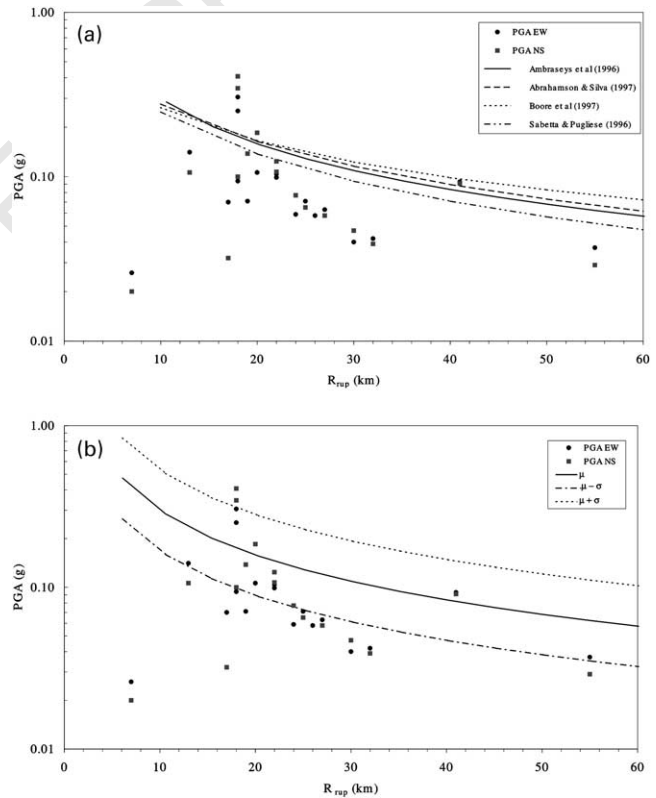 (a)
PGA EW
PGA NS
Ambraseys et al (1996)
Abrahamson & Silva (1997)
Boore et al (1997)
Sabetta & Pugliese (1996)
PGA (g)
1.00
0.10
0.01
0 10 20 30 40 50 60
Rrup (km)
(b)
PGA EW
PGA NS
μ
μ − σ
μ + σ
PGA (g)
1.00
0.10
0.01
0 10 20 30 40 50 60
Rrup (km)